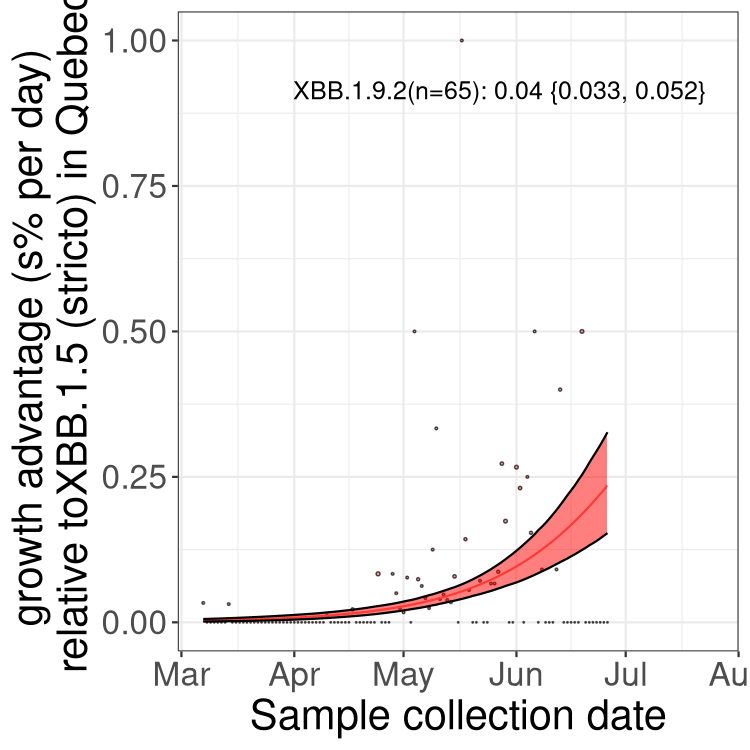 growth advantage (s% per day)
relative toXBB.1.5 (stricto) in Quebec
1.00
XBB.1.9.2(n=65): 0.04 {0.033, 0.052}
0.75
0.50
0.25
0.00
Mar Apr May Jun Jul Au
Sample collection date